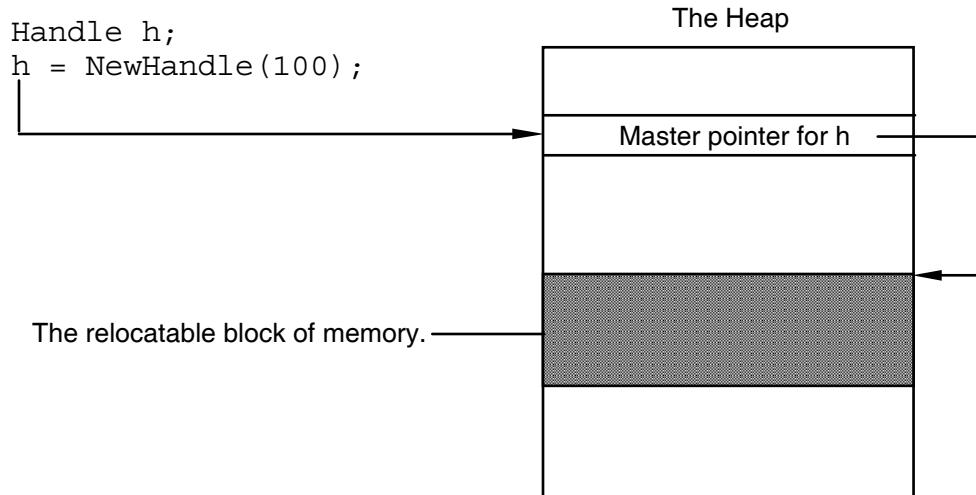 The Heap
Handle h;
h = NewHandle(100);
Master pointer for h
The relocatable block of memory.